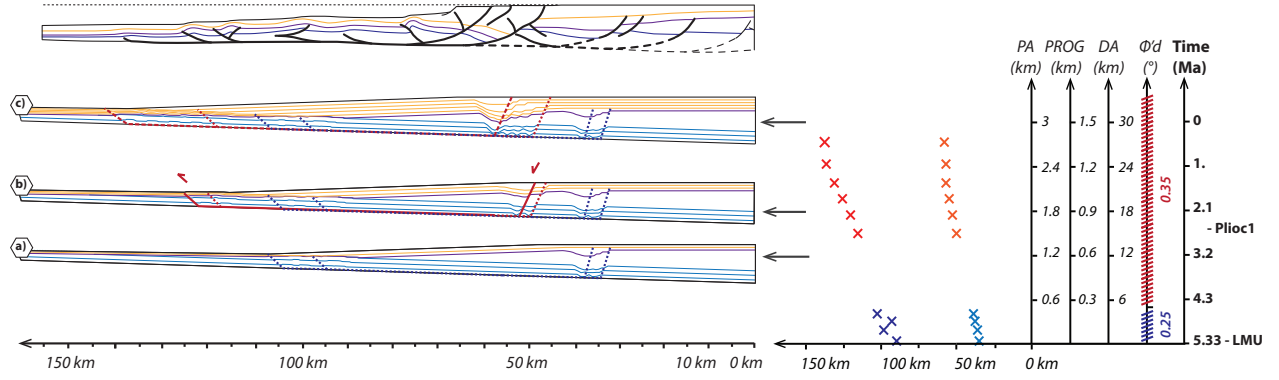 PA PROG DA Φ'd Time
(km) (km) (km) (°) (Ma)
c)
3 1.5 30 0
2.4 1.2 24 1.
0.35
b)
1.8 0.9 18 2.1
- Plioc1
a)
1.2 0.6 12 3.2
0.6 0.3 6 4.3
0.25
5.33 - LMU
150 km 100 km 50 km 10 km 0 km
150 km 100 km 50 km 0 km